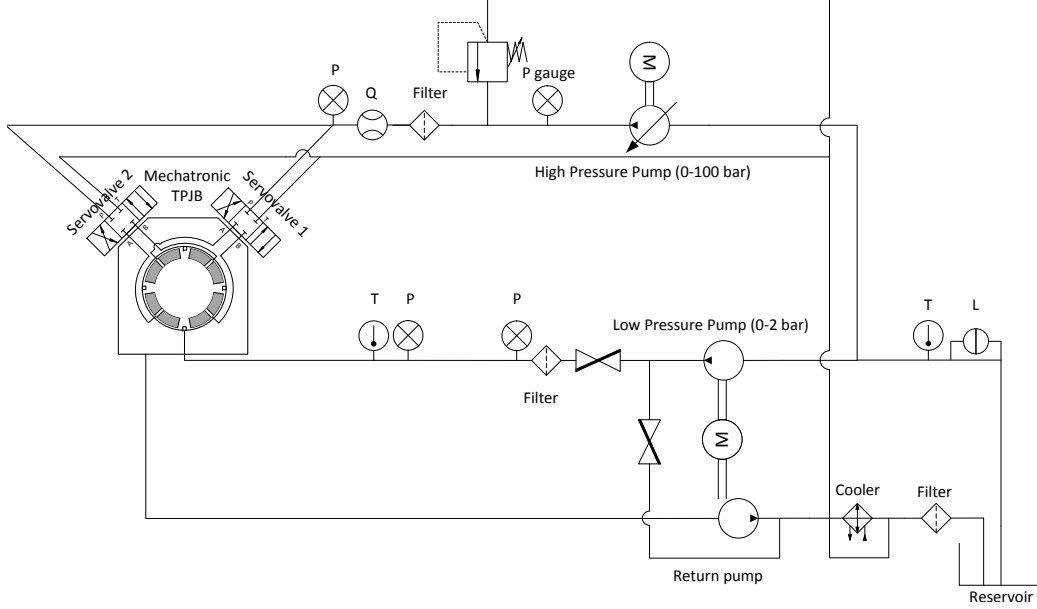 P
Q
Filter
P gauge
M
High Pressure Pump (0-100 bar)
Mechatronic
TPJB
Servovalve 2
P
T
A
B
Servovalve 1
P
T
A
B
T
P
P
Filter
Low Pressure Pump (0-2 bar)
M
T
L
Cooler
Filter
Return pump
Reservoir